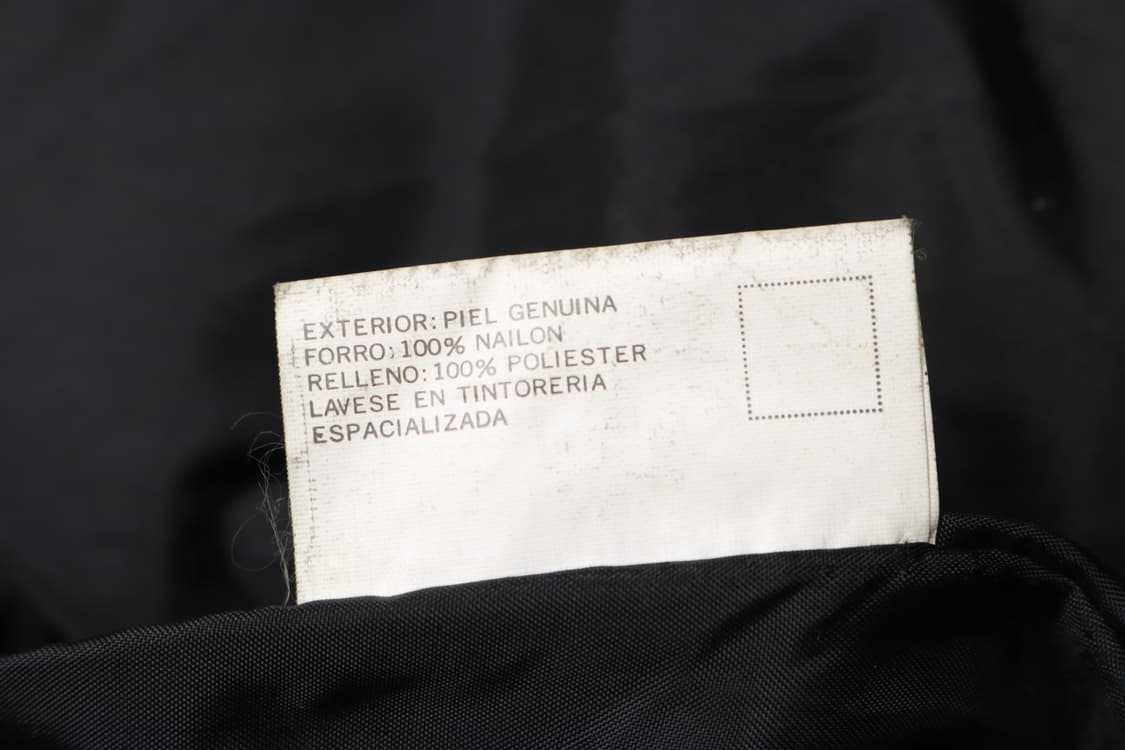 EXTERIOR: PIEL GENUINA
FORRO: 100% NAILON
RELLENO: 100% POLIESTER
LAVESE EN TINTORERIA
ESPACIALIZADA